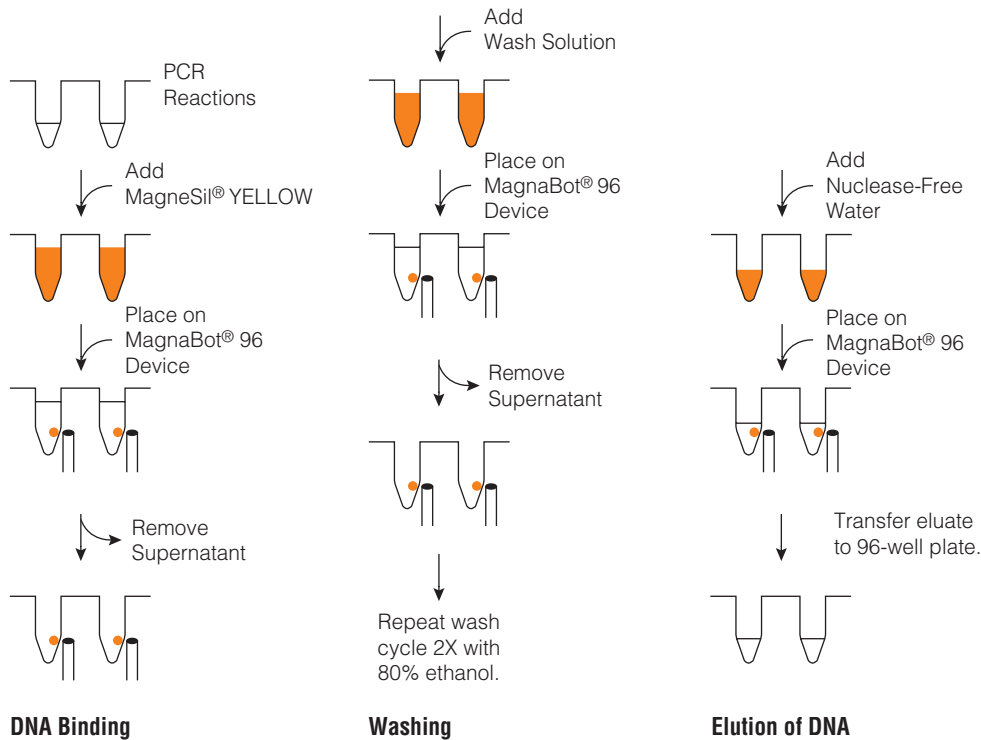 PCR
Reactions
Add
MagneSil® YELLOW
Place on
MagnaBot® 96
Device
Remove
Supernatant
DNA Binding
Add
Wash Solution
Place on
MagnaBot® 96
Device
Remove
Supernatant
Repeat wash
cycle 2X with
80% ethanol.
Washing
Add
Nuclease-Free
Water
Place on
MagnaBot® 96
Device
Transfer eluate
to 96-well plate.
Elution of DNA